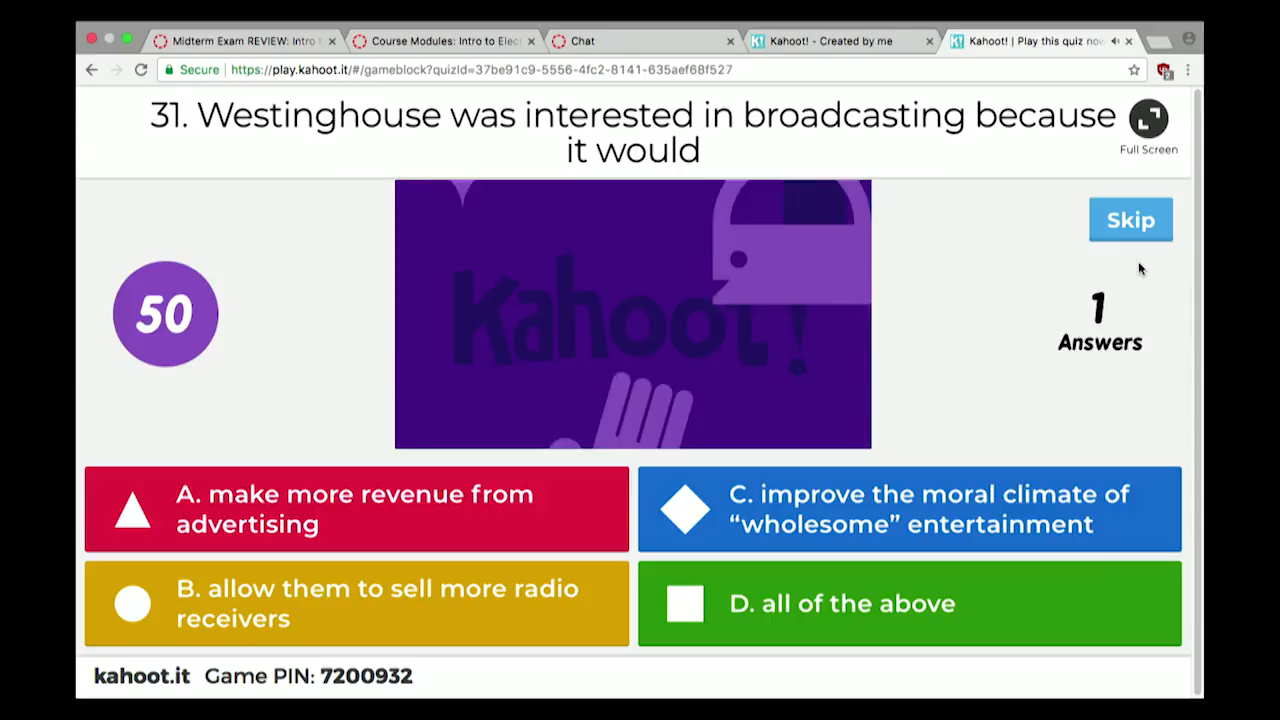 Midterm Exam REVIEW: Intro
Course Modules: Intro to Elect
Chat
Kahoot! - Created by me
Kahoot! | Play this quiz now
Secure
https://play.kahoot.it/#/gameblock?quizId=37be91c9-5556-4fc2-8141-635aef68f527
31. Westinghouse was interested in broadcasting because
it would
Full Screen
Skip
Kahoot!
50
1
Answers
A. make more revenue from
advertising
C. improve the moral climate of
“wholesome” entertainment
B. allow them to sell more radio
receivers
D. all of the above
kahoot.it Game PIN: 7200932